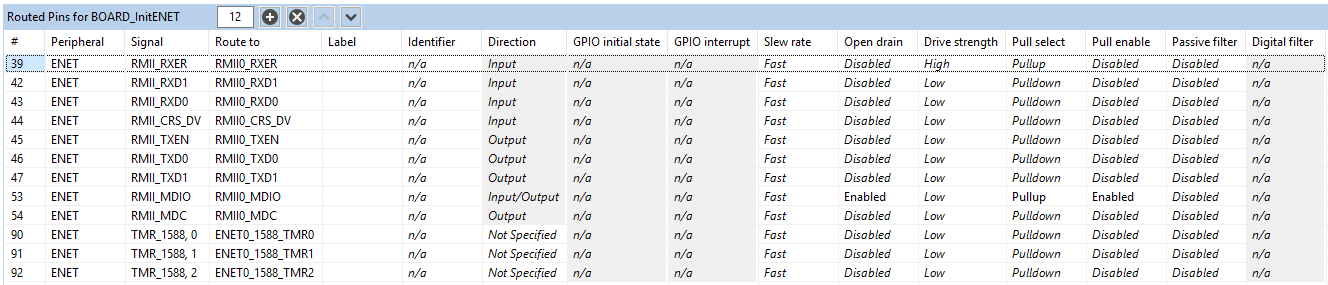 Routed Pins for BOARD_InitENET 12
# Peripheral Signal Route to Label Identifier Direction GPIO initial state GPIO interrupt Slew rate Open drain Drive strength Pull select Pull enable Passive filter Digital filter
39 ENET RMII_RXER RMII0_RXER n/a Input n/a n/a Fast Disabled High Pullup Disabled Disabled n/a
42 ENET RMII_RXD1 RMII0_RXD1 n/a Input n/a n/a Fast Disabled Low Pulldown Disabled Disabled n/a
43 ENET RMII_RXD0 RMII0_RXD0 n/a Input n/a n/a Fast Disabled Low Pulldown Disabled Disabled n/a
44 ENET RMII_CRS_DV RMII0_CRS_DV n/a Input n/a n/a Fast Disabled Low Pulldown Disabled Disabled n/a
45 ENET RMII_TXEN RMII0_TXEN n/a Output n/a n/a Fast Disabled Low Pulldown Disabled Disabled n/a
46 ENET RMII_TXD0 RMII0_TXD0 n/a Output n/a n/a Fast Disabled Low Pulldown Disabled Disabled n/a
47 ENET RMII_TXD1 RMII0_TXD1 n/a Output n/a n/a Fast Disabled Low Pulldown Disabled Disabled n/a
53 ENET RMII_MDIO RMII0_MDIO n/a Input/Output n/a n/a Fast Enabled Low Pullup Enabled Disabled n/a
54 ENET RMII_MDC RMII0_MDC n/a Output n/a n/a Fast Disabled Low Pulldown Disabled Disabled n/a
90 ENET TMR_1588, 0 ENET0_1588_TMR0 n/a Not Specified n/a n/a Fast Disabled Low Pulldown Disabled Disabled n/a
91 ENET TMR_1588, 1 ENET0_1588_TMR1 n/a Not Specified n/a n/a Fast Disabled Low Pulldown Disabled Disabled n/a
92 ENET TMR_1588, 2 ENET0_1588_TMR2 n/a Not Specified n/a n/a Fast Disabled Low Pulldown Disabled Disabled n/a